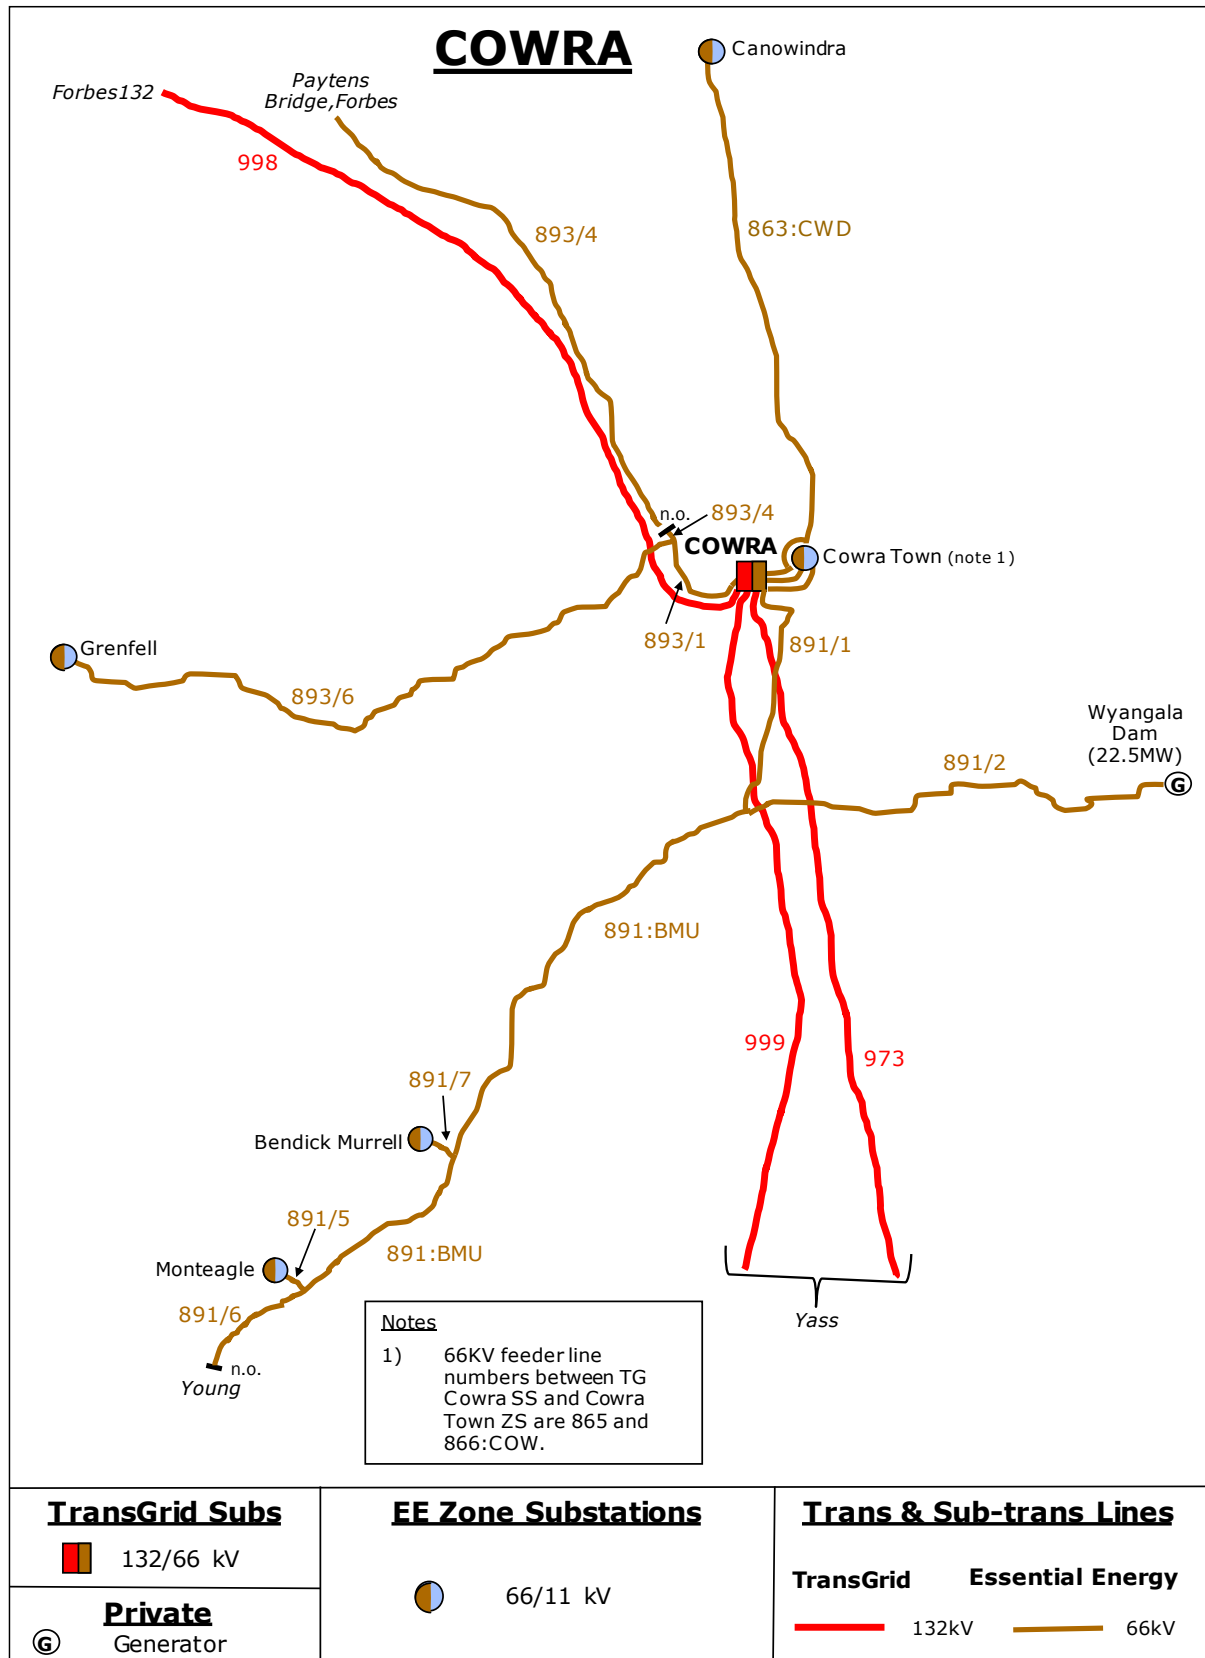 COWRA
Canowindra
Forbes132
Paytens
Bridge,Forbes
998
893/4
863:CWD
n.o.
893/4
COWRA
Cowra Town (note 1)
893/1
891/1
Grenfell
893/6
Wyangala
Dam
(22.5MW)
891/2
G
891:BMU
999
973
891/7
Bendick Murrell
891/5
891:BMU
Monteagle
891/6
n.o.
Young
Yass
Notes
1) 66KV feeder line
numbers between TG
Cowra SS and Cowra
Town ZS are 865 and
866:COW.
TransGrid Subs
132/66 kV
Private
G Generator
EE Zone Substations
66/11 kV
Trans & Sub-trans Lines
TransGrid Essential Energy
132kV 66kV